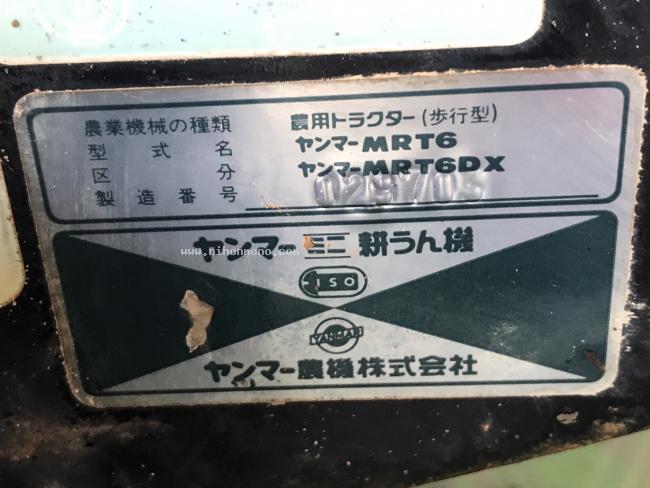 農業機械の種類 農用トラクター(歩行型)
型式名 ヤンマーMRT6
区分 ヤンマーMRT6DX
製造番号
ヤンマーミニ耕うん機
ISO
YANMAR
ヤンマー農機株式会社
www.nihonmono.com